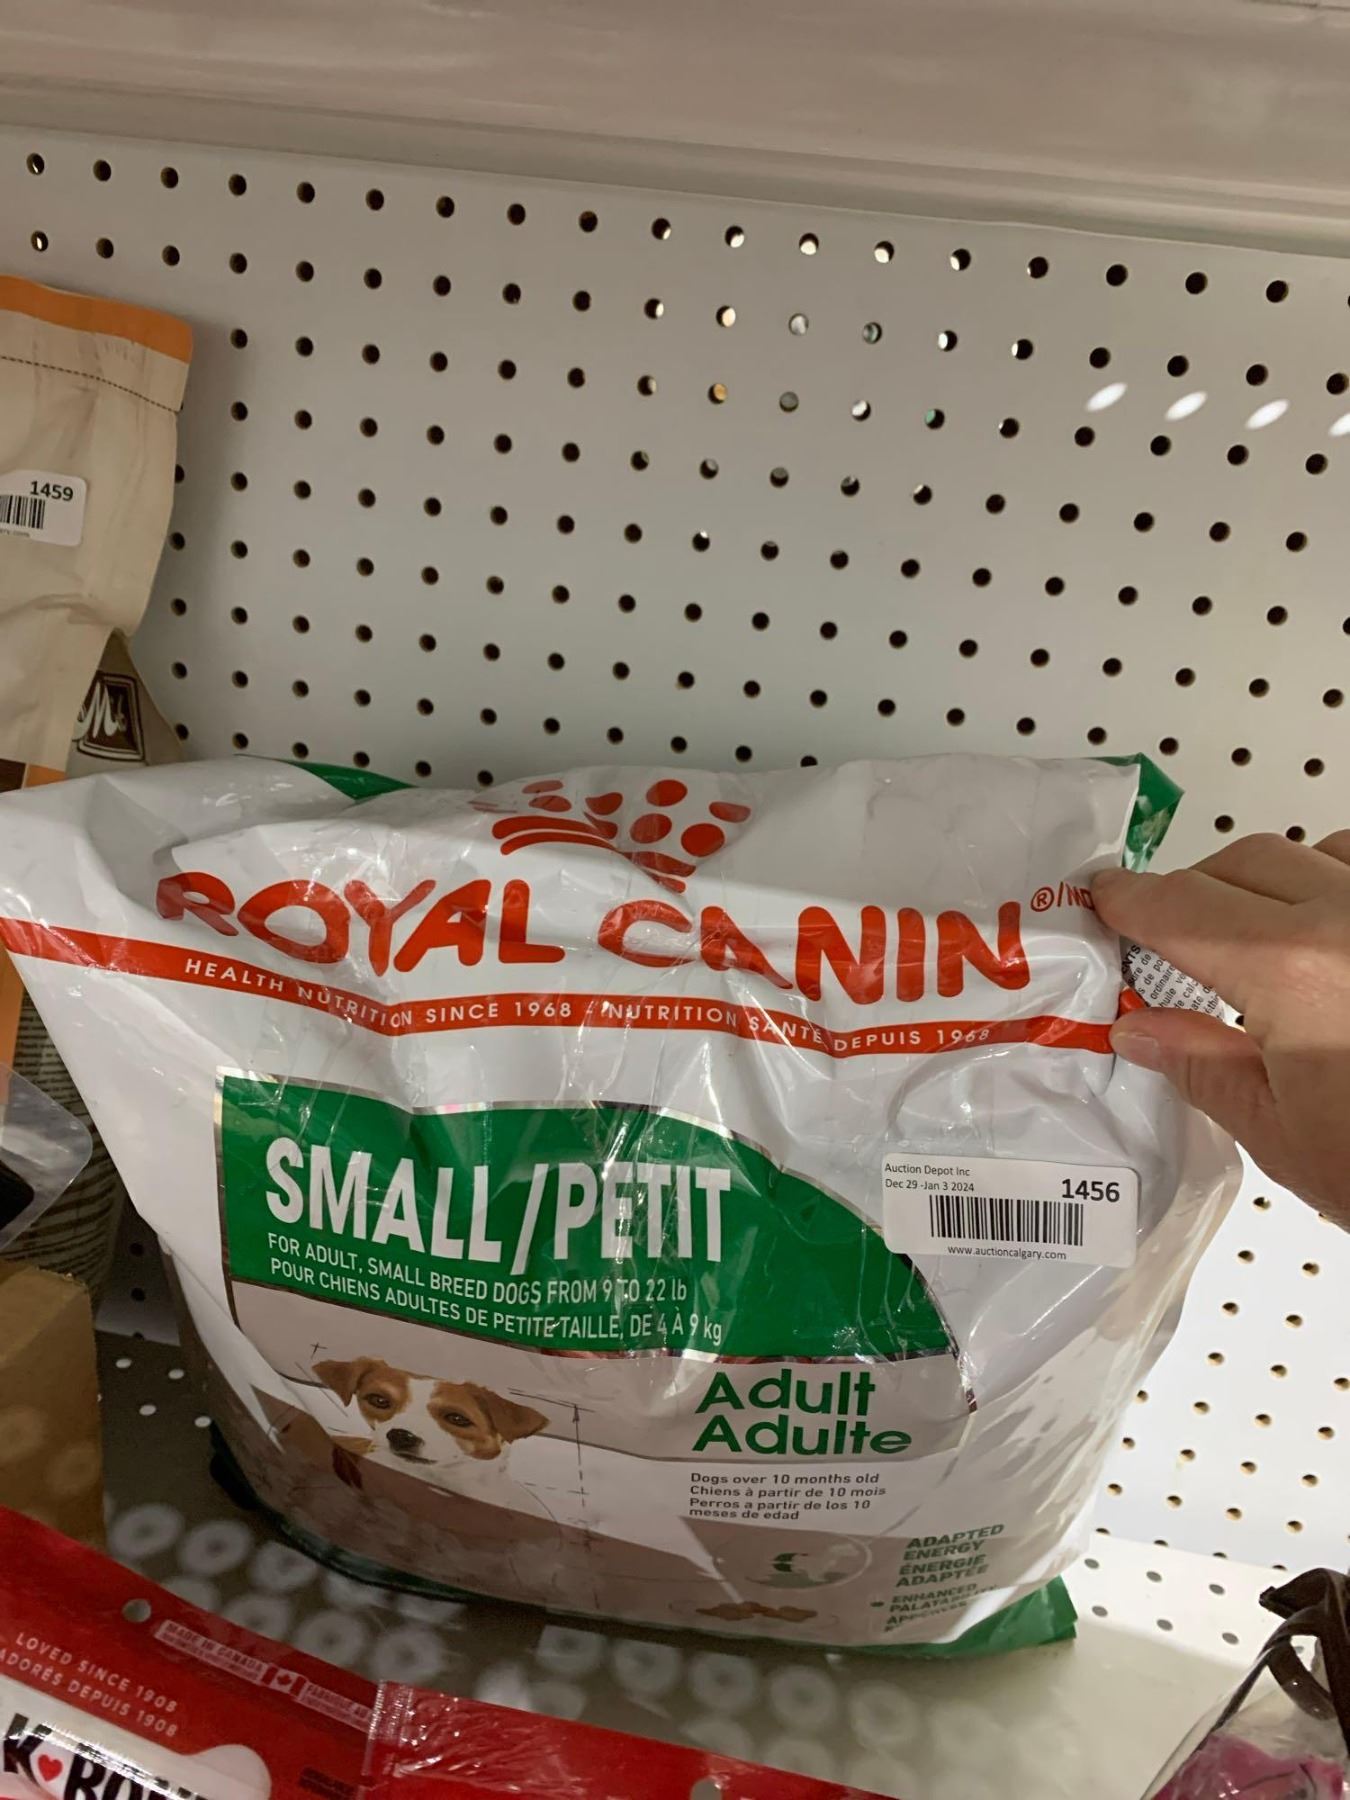 1459
M's
ROYAL CANIN
HEALTH NUTRITION SINCE 1968 - NUTRITION SANTÉ DEPUIS 1968
SMALL/PETIT
FOR ADULT, SMALL BREED DOGS FROM 9 TO 22 lb
POUR CHIENS ADULTES DE PETITE TAILLE, DE 4 À 9 kg
Auction Depot Inc
Dec 29 -Jan 3 2024
1456
www.auctioncalgary.com
Adult
Adulte
Dogs over 10 months old
Chiens à partir de 10 mois
Perros a partir de los 10
meses de edad
ADAPTED
ENERGY
ÉNERGIE
ADAPTÉE
ENHANCED
MADE IN CANADA
LOVED SINCE 1908
ADORÉS DEPUIS 1908